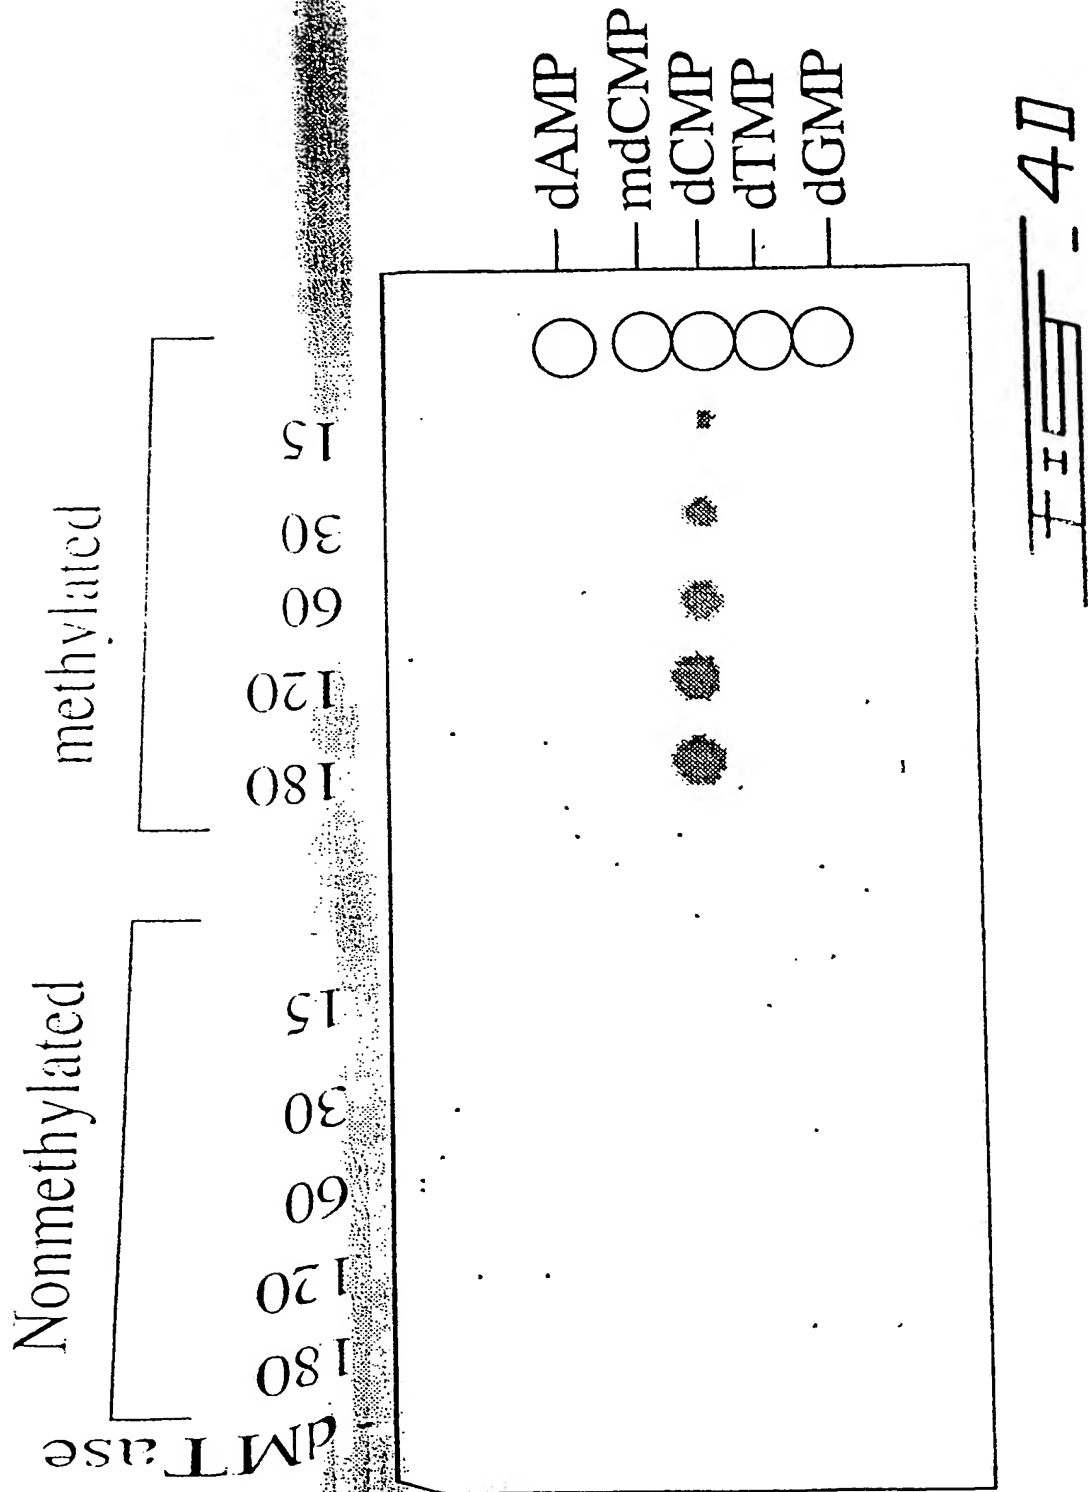 Nonmethylated
methylated
dMTase
180
120
60
30
15
180
120
60
30
15
dAMP
mdCMP
dCMP
dTMP
dGMP
FIG - 4D